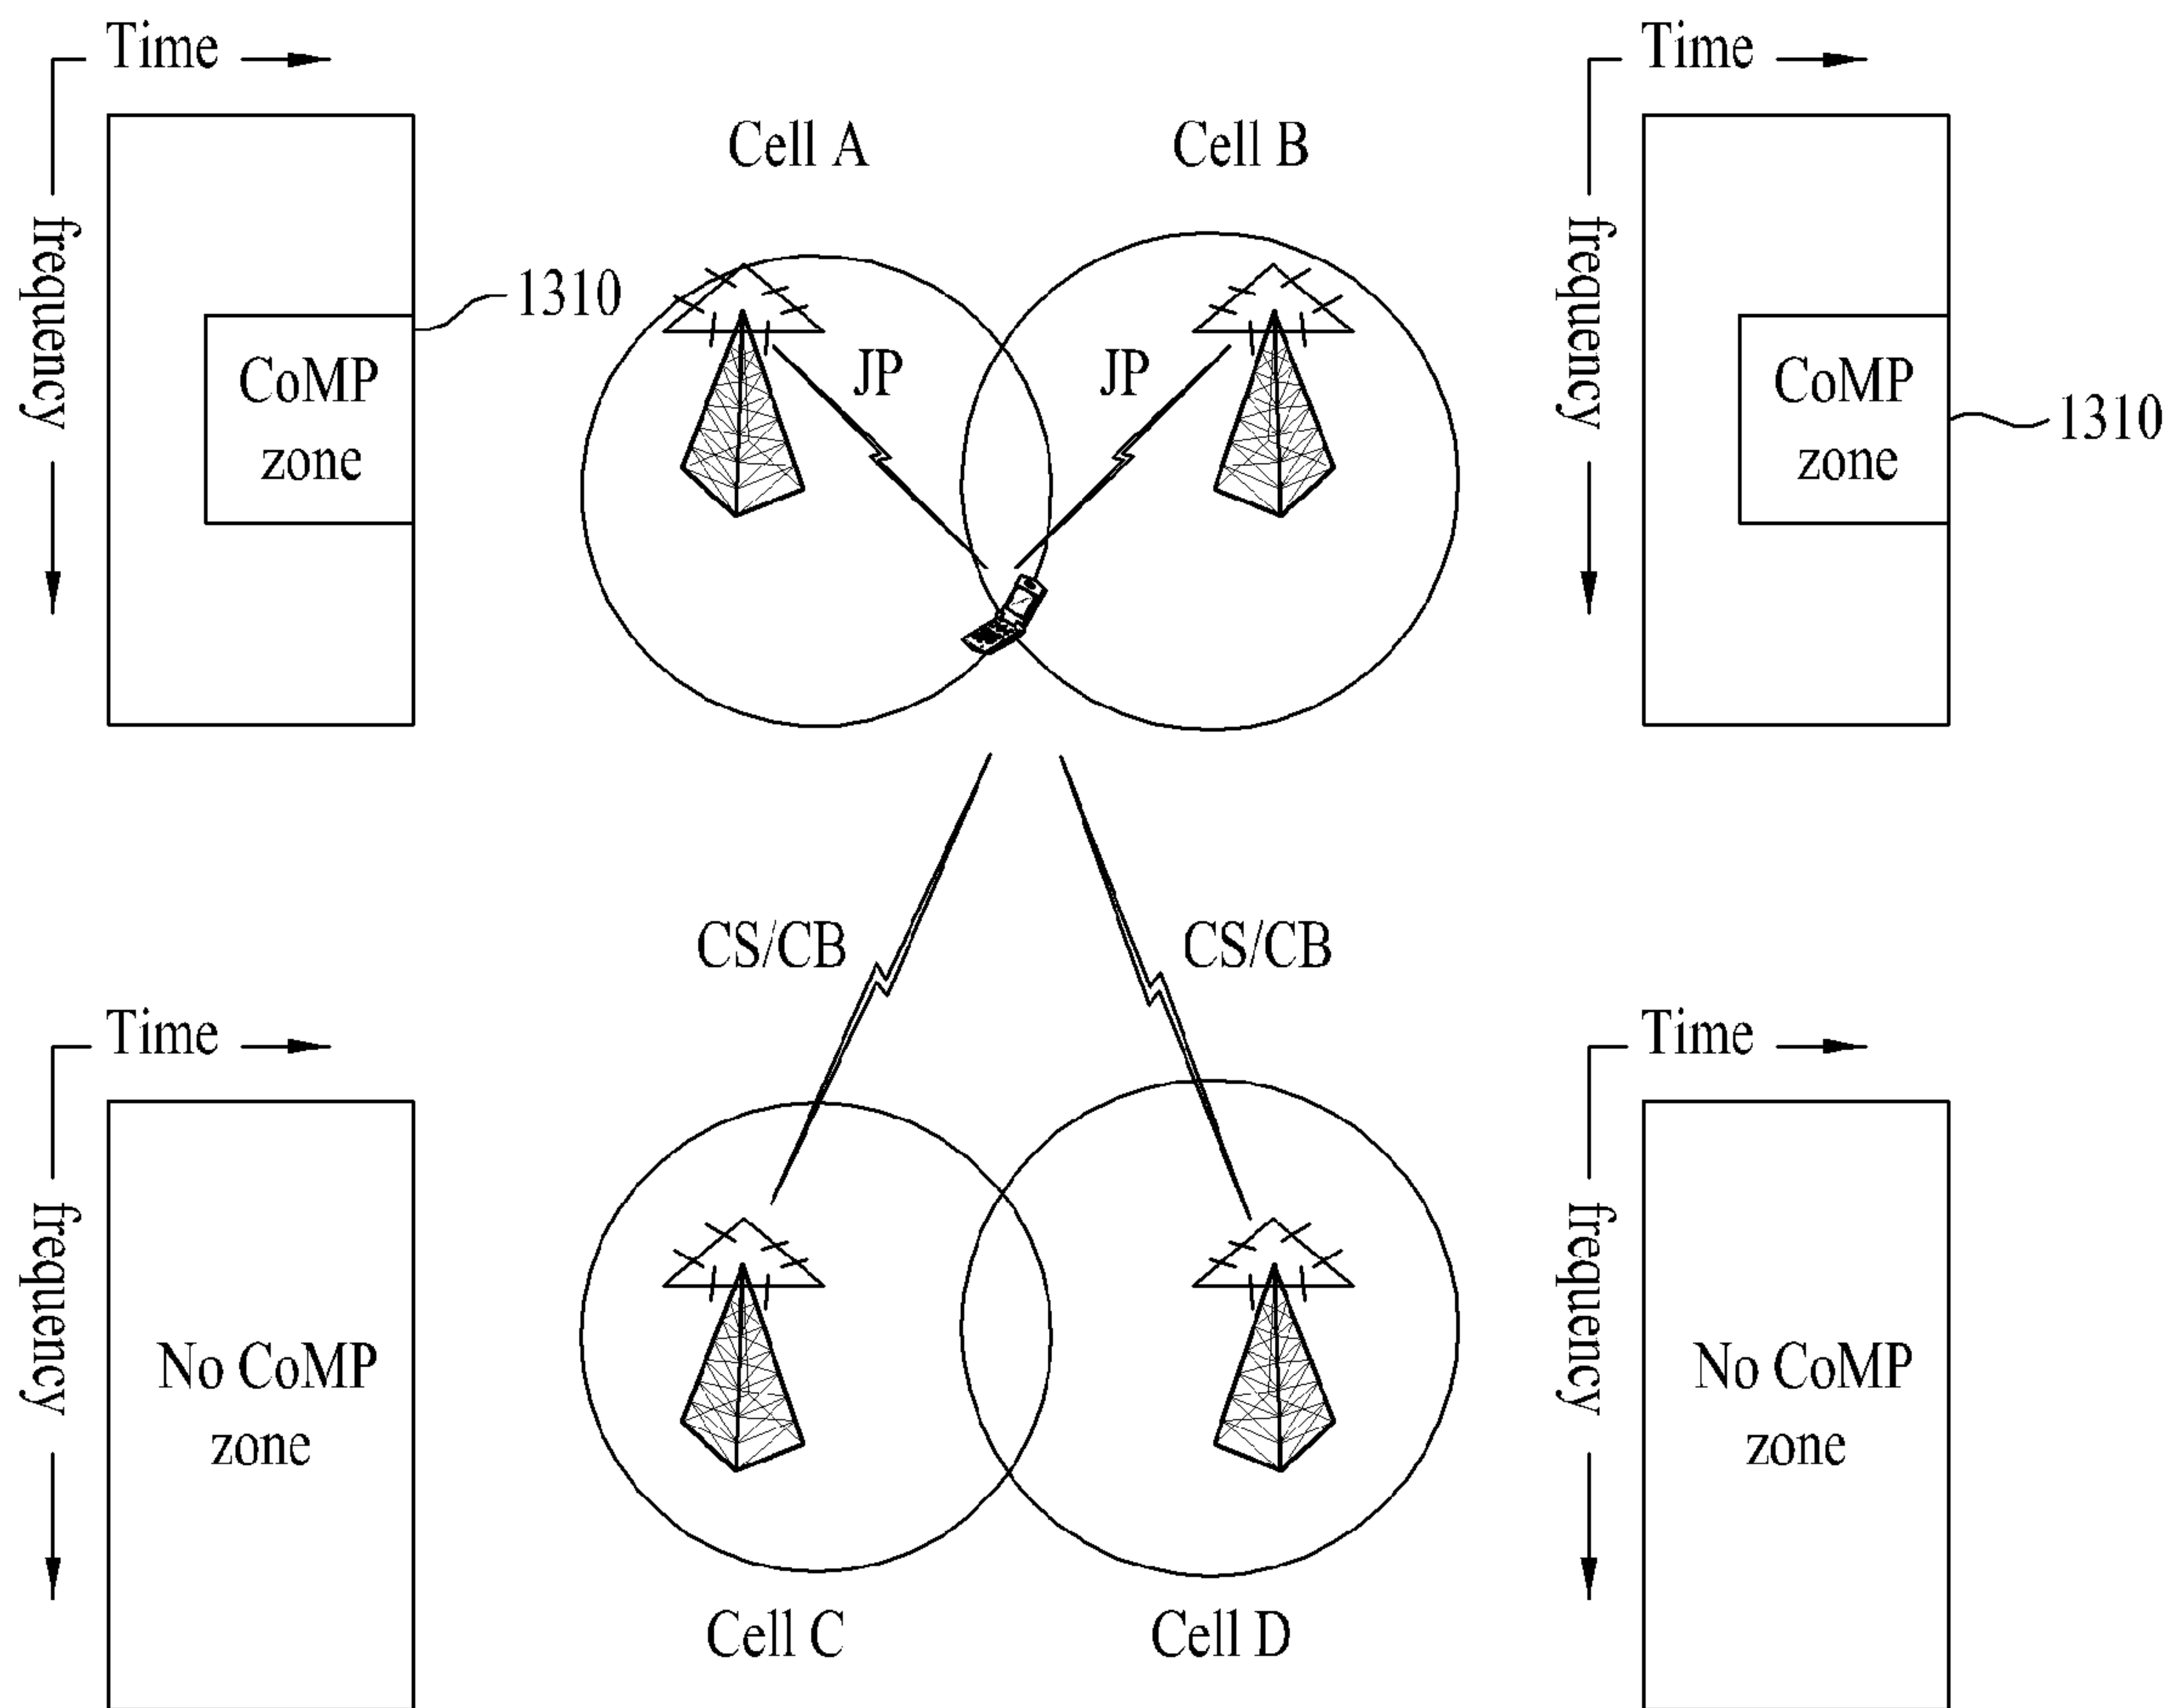 Time
frequency
CoMP
zone
1310
Cell A
Cell B
JP
JP
Time
frequency
CoMP
zone
1310
CS/CB
CS/CB
Time
frequency
No CoMP
zone
Cell C
Cell D
Time
frequency
No CoMP
zone